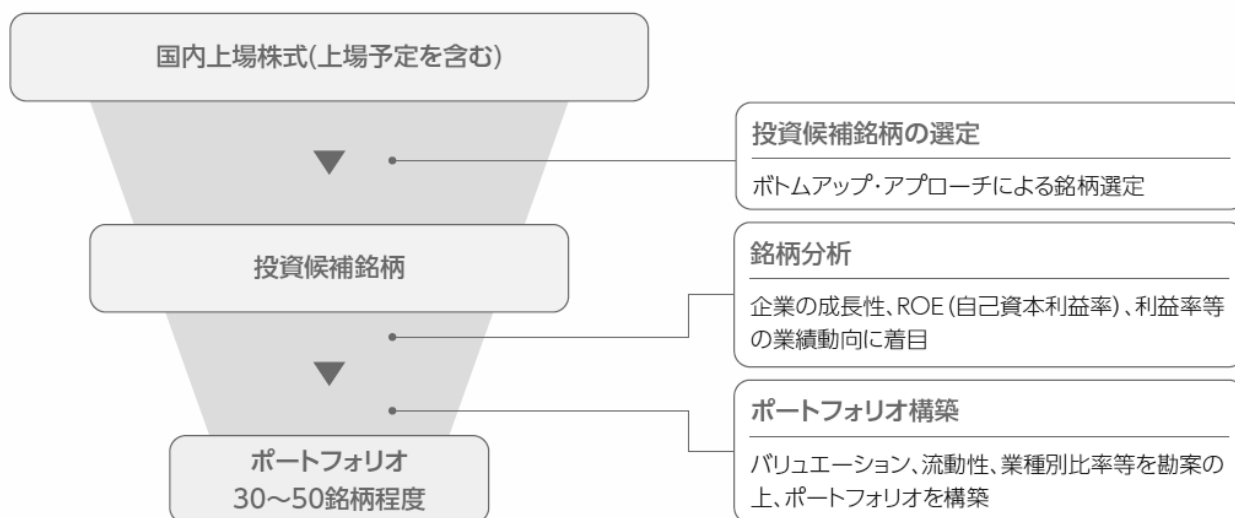 国内上場株式(上場予定を含む)
投資候補銘柄の選定
ボトムアップ・アプローチによる銘柄選定
投資候補銘柄
銘柄分析
企業の成長性、ROE(自己資本利益率)、利益率等
の業績動向に着目
ポートフォリオ
30〜50銘柄程度
ポートフォリオ構築
バリュエーション、流動性、業種別比率等を勘案の
上、ポートフォリオを構築